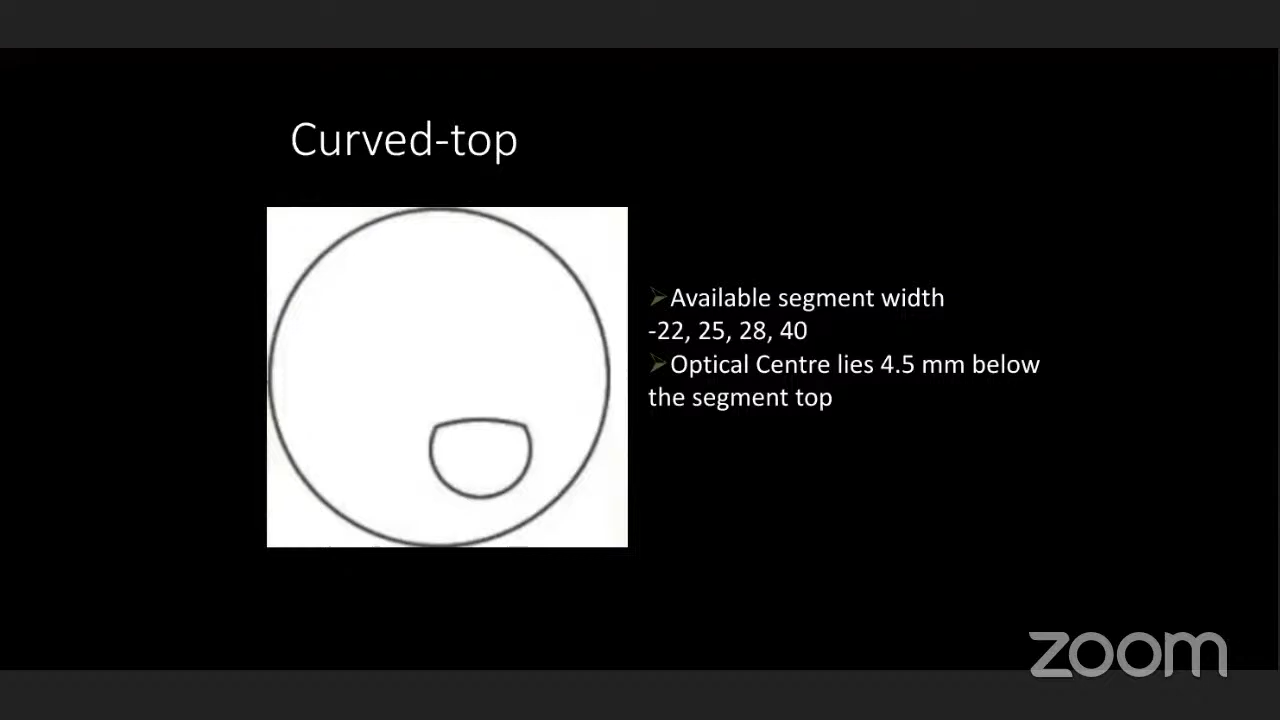 Curved-top
➢Available segment width
-22, 25, 28, 40
➢Optical Centre lies 4.5 mm below
the segment top
zoom